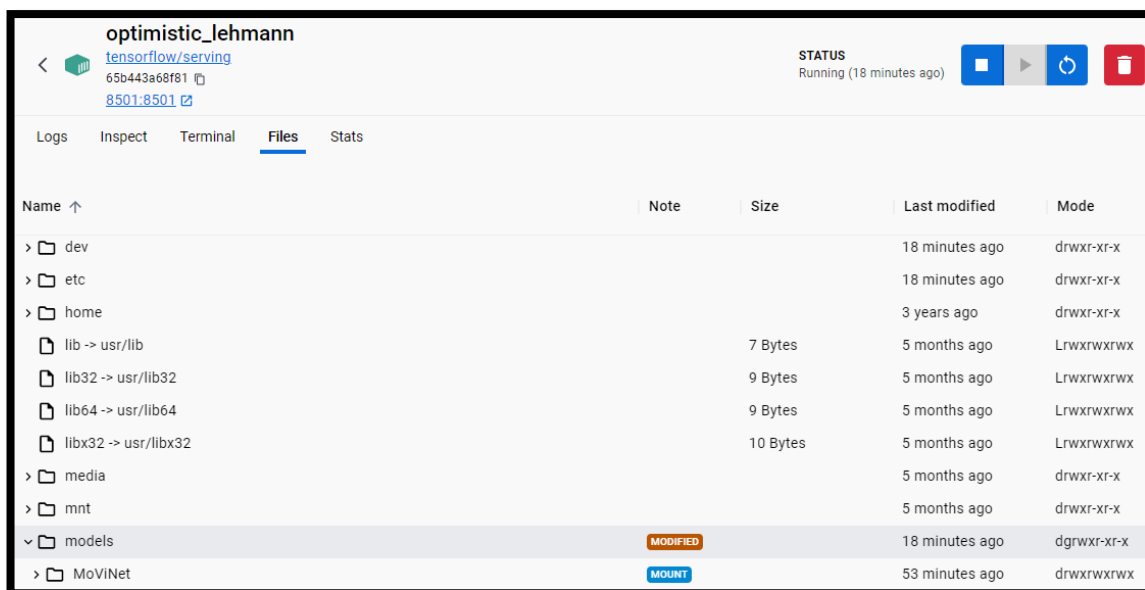 optimistic_lehmann
tensorflow/serving
65b443a68f81
8501:8501
STATUS
Running (18 minutes ago)
Logs Inspect Terminal Files Stats
Name Note Size Last modified Mode
dev 18 minutes ago drwxr-xr-x
etc 18 minutes ago drwxr-xr-x
home 3 years ago drwxr-xr-x
lib -> usr/lib 7 Bytes 5 months ago Lrwxrwxrwx
lib32 -> usr/lib32 9 Bytes 5 months ago Lrwxrwxrwx
lib64 -> usr/lib64 9 Bytes 5 months ago Lrwxrwxrwx
libx32 -> usr/libx32 10 Bytes 5 months ago Lrwxrwxrwx
media 5 months ago drwxr-xr-x
mnt 5 months ago drwxr-xr-x
models MODIFIED 18 minutes ago dgrwxr-xr-x
MoViNet MOUNT 53 minutes ago drwxrwxrwx